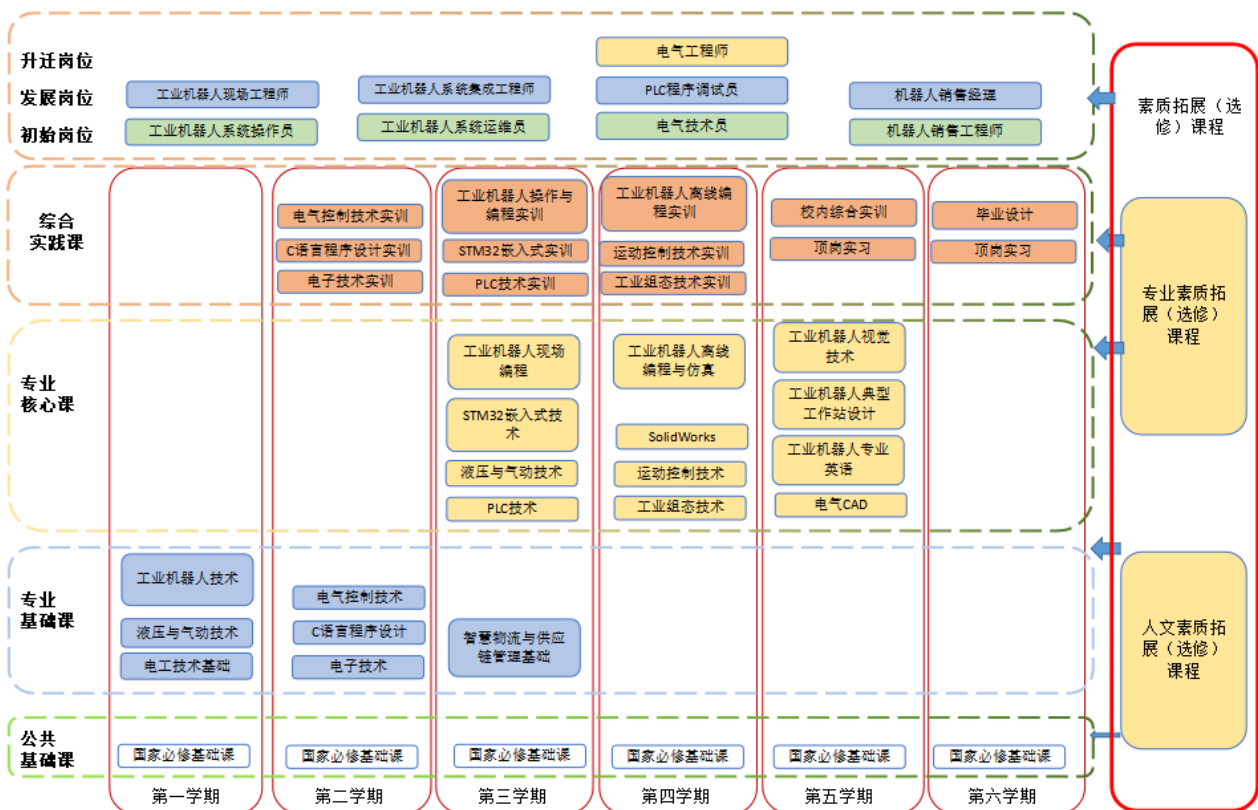 升迁岗位
电气工程师
发展岗位
工业机器人现场工程师
工业机器人系统集成工程师
PLC程序调试员
机器人销售经理
初始岗位
工业机器人系统操作员
工业机器人系统运维员
电气技术员
机器人销售工程师
素质拓展（选
修）课程
综合
实践课
电气控制技术实训
C语言程序设计实训
电子技术实训
工业机器人操作与
编程实训
STM32嵌入式实训
PLC技术实训
工业机器人离线编
程实训
运动控制技术实训
工业组态技术实训
校内综合实训
顶岗实习
毕业设计
顶岗实习
专业素质拓
展（选修）
课程
专业
核心课
工业机器人现场
编程
STM32嵌入式技
术
液压与气动技术
PLC技术
工业机器人离线
编程与仿真
SolidWorks
运动控制技术
工业组态技术
工业机器人视觉
技术
工业机器人典型
工作站设计
工业机器人专业
英语
电气CAD
专业
基础课
工业机器人技术
液压与气动技术
电工技术基础
电气控制技术
C语言程序设计
电子技术
智慧物流与供应
链管理基础
人文素质拓
展（选修）
课程
公共
基础课
国家必修基础课
国家必修基础课
国家必修基础课
国家必修基础课
国家必修基础课
国家必修基础课
第一学期
第二学期
第三学期
第四学期
第五学期
第六学期